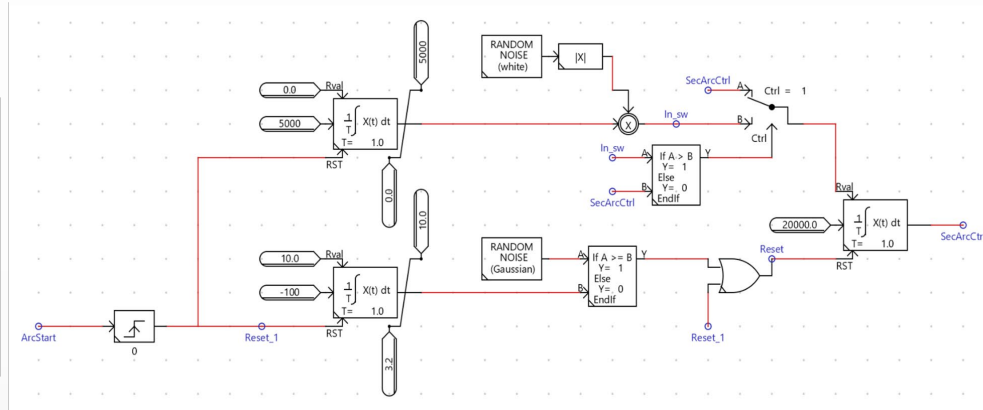 5000
RANDOM
NOISE
(white)
|X|
SecArcCtrl
A
Ctrl = 1
0.0
Rval
In_sw
B
5000
1
T
X(t) dt
X
Ctrl
T= 1.0
In_sw
A
If A > B
Y= 1
Else
Y= 0
EndIf
Y
RST
B
SecArcCtrl
0.0
10.0
Rval
20000.0
1
T
X(t) dt
T= 1.0
SecArcCtr
RST
10.0
Rval
RANDOM
NOISE
(Gaussian)
A
If A >= B
Y= 1
Else
Y= 0
EndIf
Y
B
Reset
-100
1
T
X(t) dt
T= 1.0
RST
ArcStart
0
Reset_1
Reset_1
3.2